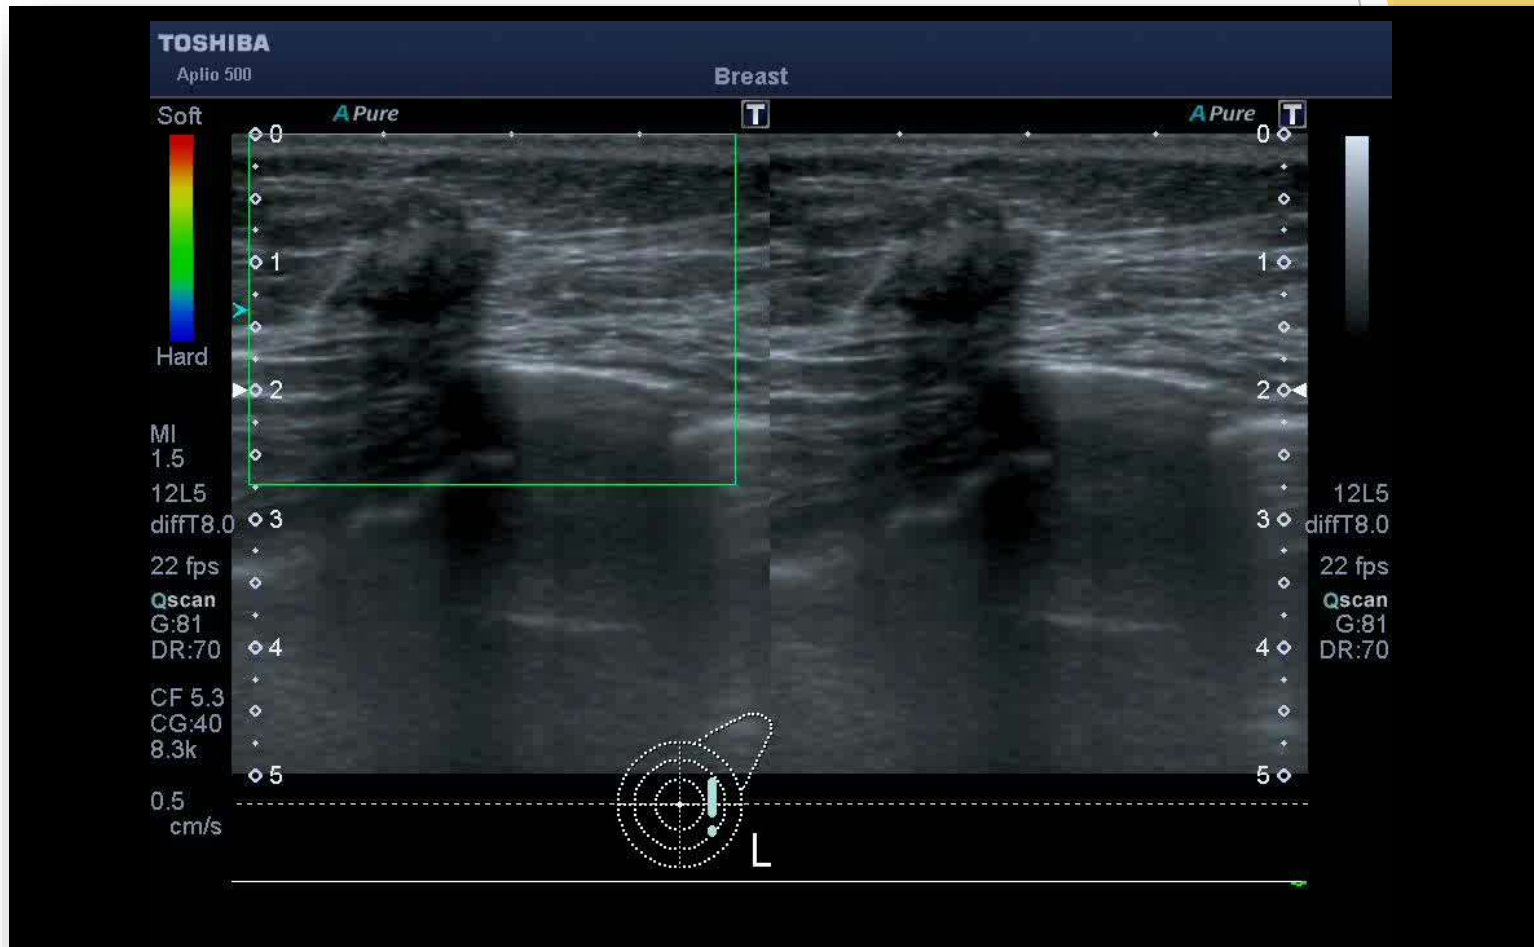 TOSHIBA
Aplio 500
Breast
Soft
A Pure
T
A Pure
T
0
0
1
1
Hard
2
2
MI
1.5
12L5
12L5
diffT8.0
3
3
diffT8.0
22 fps
22 fps
Qscan
Qscan
G:81
G:81
DR:70
4
4
DR:70
CF 5.3
CG:40
8.3k
5
5
0.5
cm/s
L